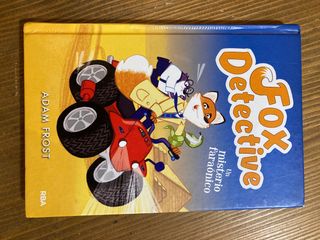 Fox
Detective
Un
misterio
faraónico
ADAM FROST
RBA